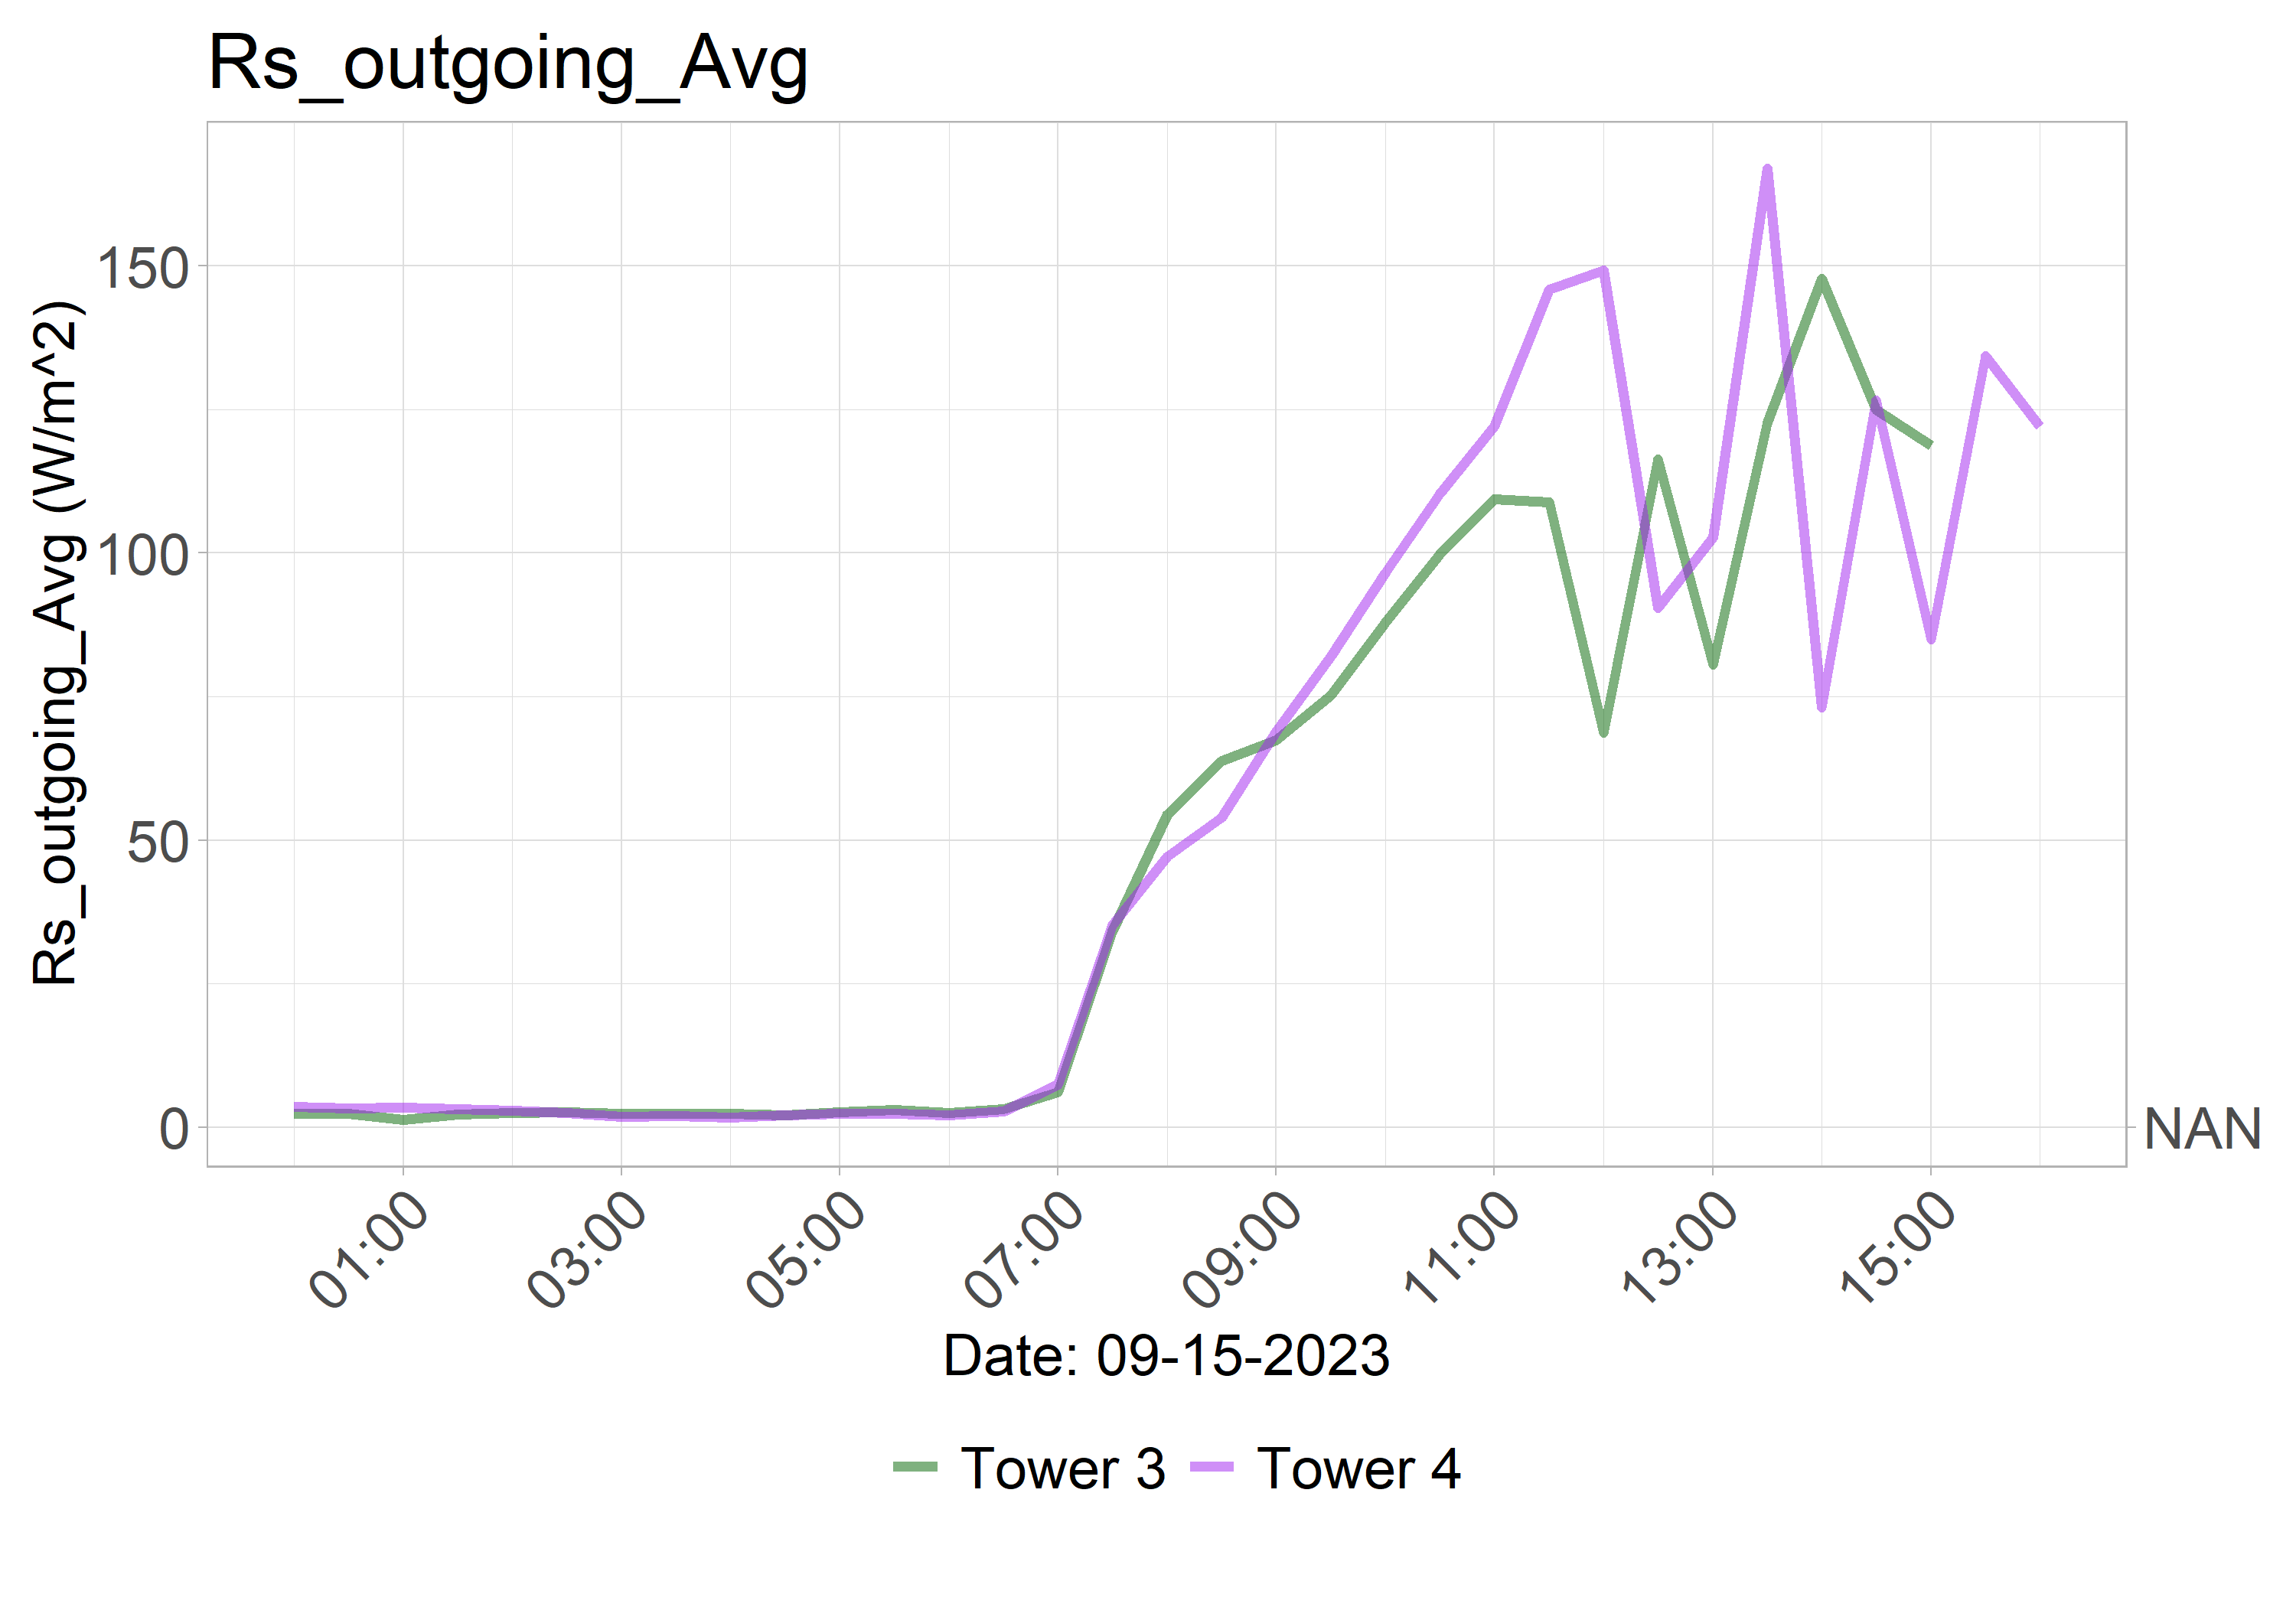 Rs_outgoing_Avg
Rs_outgoing_Avg (W/m^2)
150
100
50
0
NAN
01:00
03:00
05:00
07:00
09:00
11:00
13:00
15:00
Date: 09-15-2023
Tower 3 Tower 4